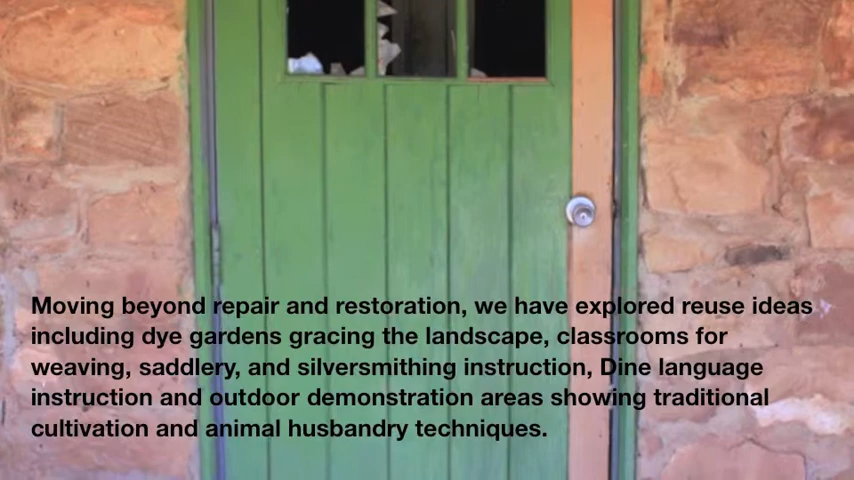 Moving beyond repair and restoration, we have explored reuse ideas
including dye gardens gracing the landscape, classrooms for
weaving, saddlery, and silversmithing instruction, Dine language
instruction and outdoor demonstration areas showing traditional
cultivation and animal husbandry techniques.